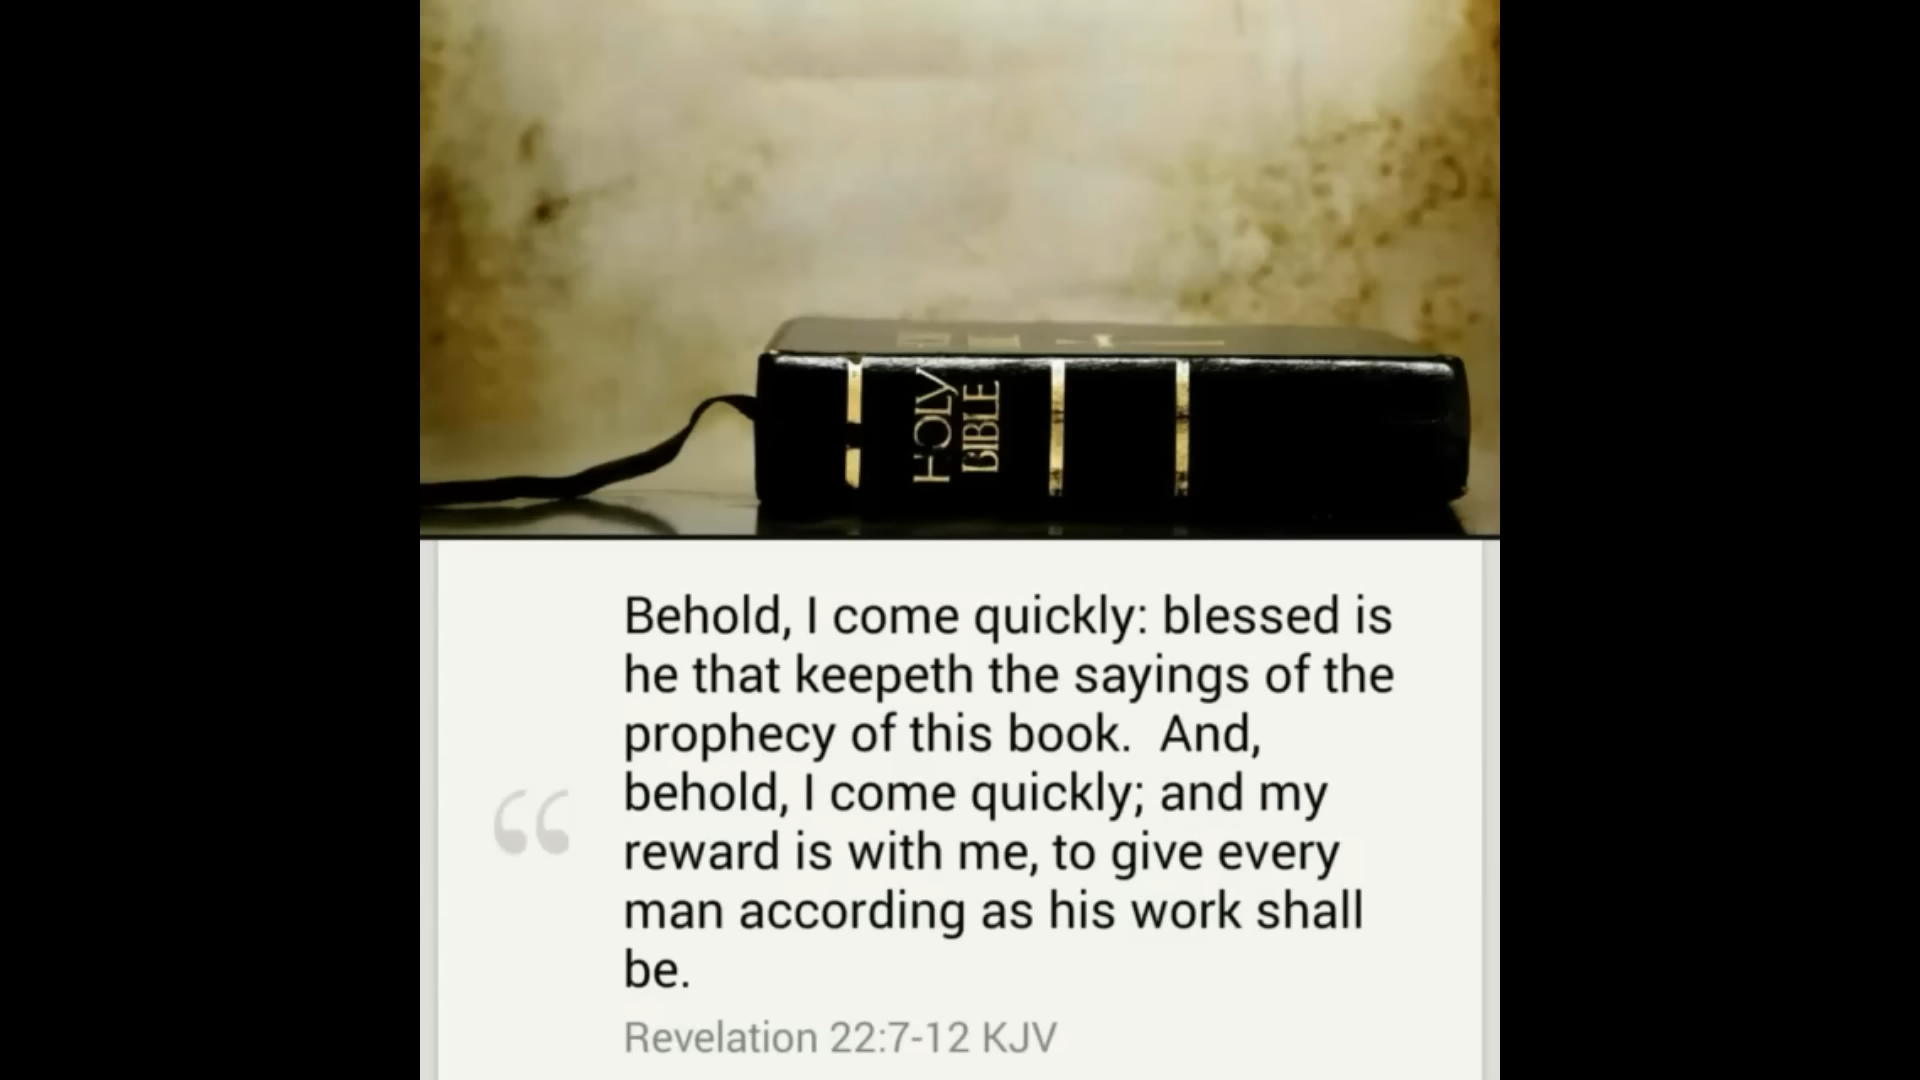 HOLY
BIBLE
Behold, I come quickly: blessed is
he that keepeth the sayings of the
prophecy of this book.  And,
behold, I come quickly; and my
reward is with me, to give every
man according as his work shall
be.
Revelation 22:7-12 KJV